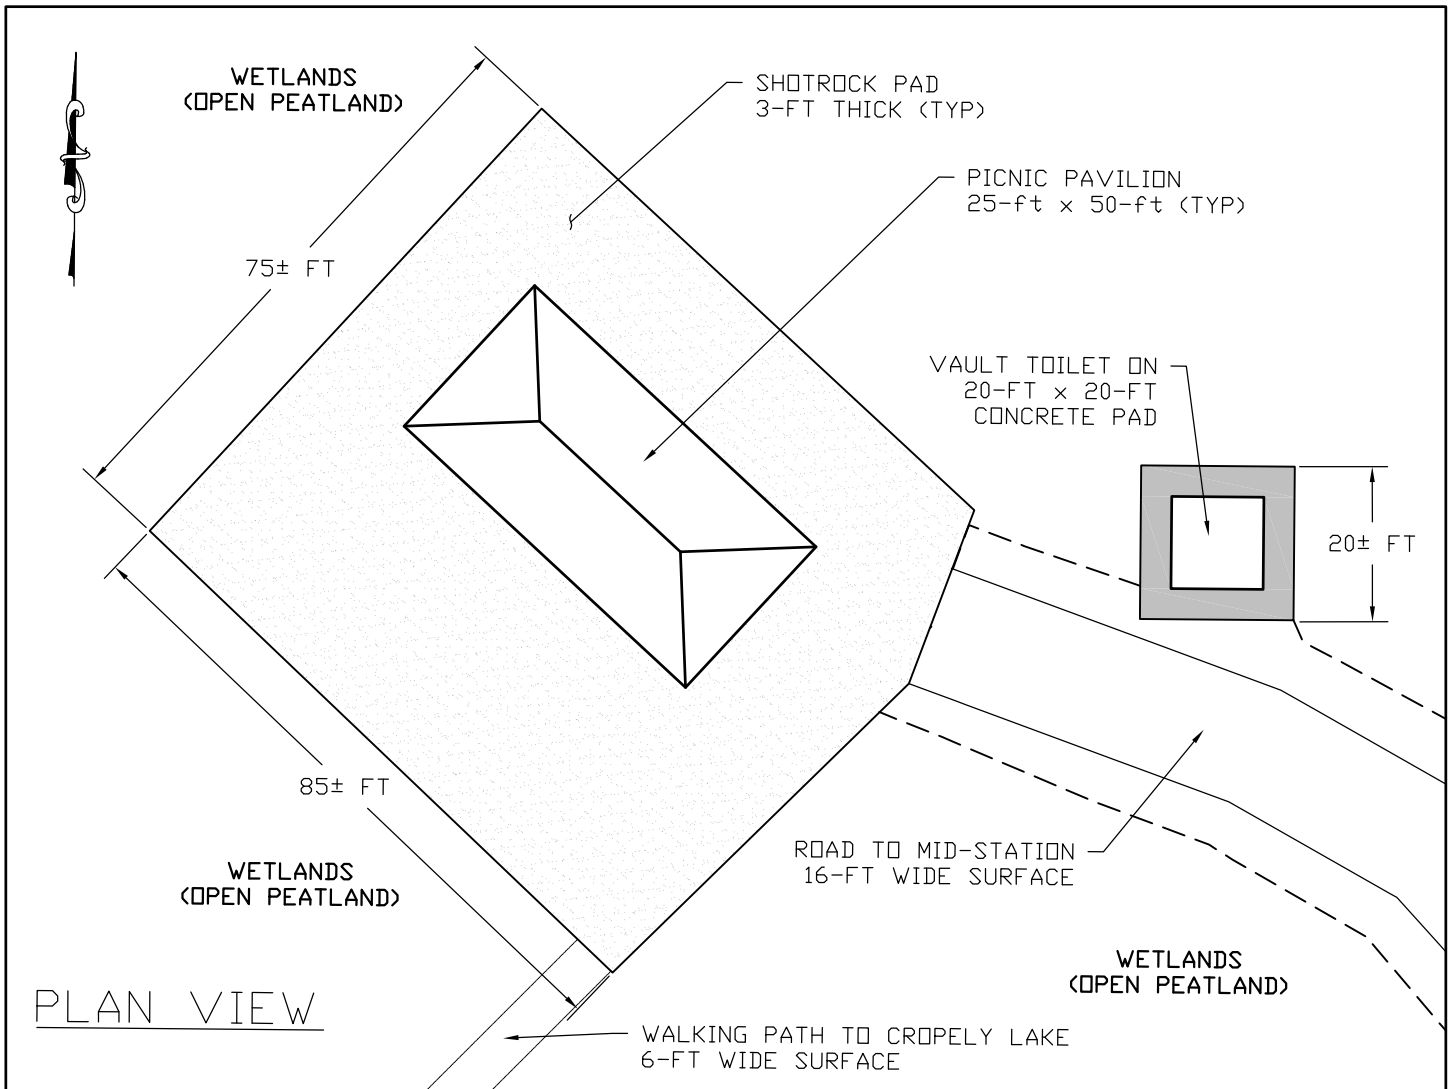 WETLANDS
(OPEN PEATLAND)
SHOTROCK PAD
3-FT THICK (TYP)
PICNIC PAVILION
25-ft x 50-ft (TYP)
75± FT
VAULT TOILET ON
20-FT x 20-FT
CONCRETE PAD
20± FT
85± FT
ROAD TO MID-STATION
16-FT WIDE SURFACE
WETLANDS
(OPEN PEATLAND)
WETLANDS
(OPEN PEATLAND)
PLAN VIEW
WALKING PATH TO CROPELY LAKE
6-FT WIDE SURFACE